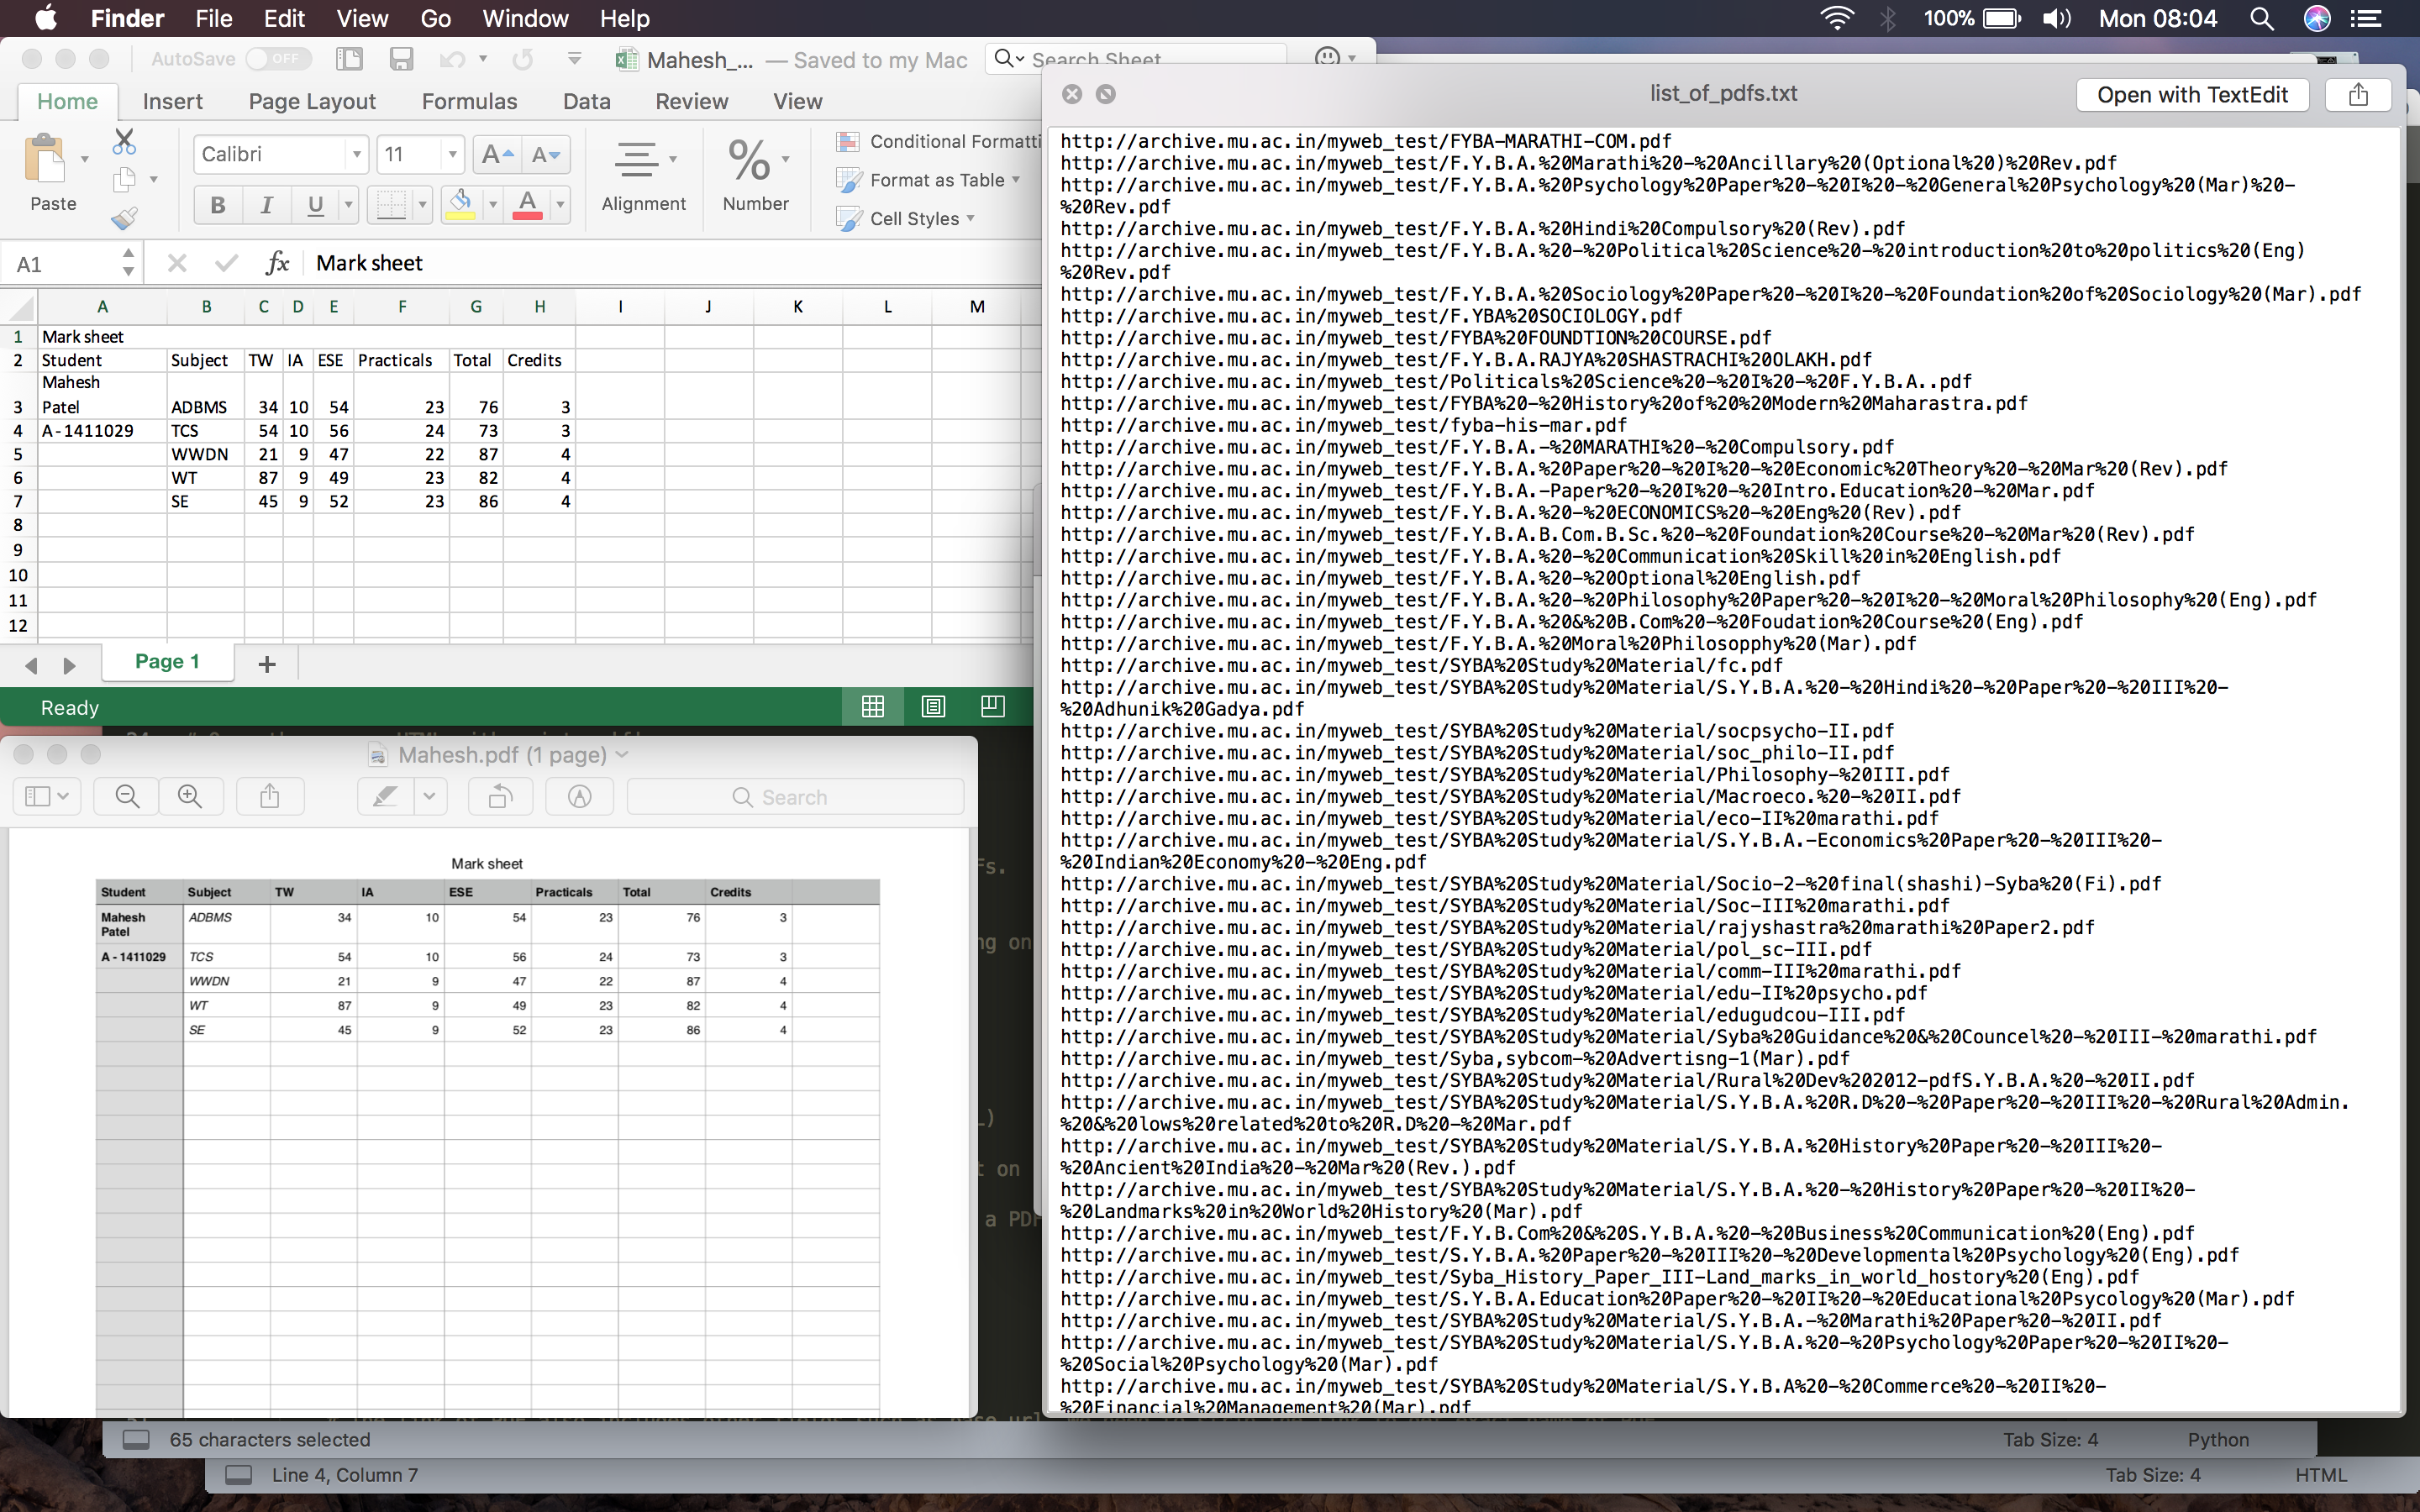 Finder File Edit View Go Window Help 100% Mon 08:04
AutoSave OFF Mahesh_... — Saved to my Mac Search Sheet
Home Insert Page Layout Formulas Data Review View
Paste Calibri 11 A A B I U A Alignment % Number
Conditional Formatti
Format as Table
Cell Styles
A1 fx Mark sheet
A B C D E F G H I J K L M
1 Mark sheet
2 Student Subject TW IA ESE Practicals Total Credits
Mahesh
3 Patel ADBMS 34 10 54 23 76 3
4 A - 1411029 TCS 54 10 56 24 73 3
5 WWDN 21 9 47 22 87 4
6 WT 87 9 49 23 82 4
7 SE 45 9 52 23 86 4
8
9
10
11
12
Page 1 +
Ready
Mahesh.pdf (1 page)
Search
Mark sheet
Student Subject TW IA ESE Practicals Total Credits
Mahesh ADBMS 34 10 54 23 76 3
Patel
A - 1411029 TCS 54 10 56 24 73 3
WWDN 21 9 47 22 87 4
WT 87 9 49 23 82 4
SE 45 9 52 23 86 4
Fs.
ng on
L)
t on
a PDF
list_of_pdfs.txt Open with TextEdit
http://archive.mu.ac.in/myweb_test/FYBA-MARATHI-COM.pdf
http://archive.mu.ac.in/myweb_test/F.Y.B.A.%20Marathi%20-%20Ancillary%20(Optional%20)%20Rev.pdf
http://archive.mu.ac.in/myweb_test/F.Y.B.A.%20Psychology%20Paper%20-%20I%20-%20General%20Psychology%20(Mar)%20-
%20Rev.pdf
http://archive.mu.ac.in/myweb_test/F.Y.B.A.%20Hindi%20Compulsory%20(Rev).pdf
http://archive.mu.ac.in/myweb_test/F.Y.B.A.%20-%20Political%20Science%20-%20introduction%20to%20politics%20(Eng)
%20Rev.pdf
http://archive.mu.ac.in/myweb_test/F.Y.B.A.%20Sociology%20Paper%20-%20I%20-%20Foundation%20of%20Sociology%20(Mar).pdf
http://archive.mu.ac.in/myweb_test/F.YBA%20SOCIOLOGY.pdf
http://archive.mu.ac.in/myweb_test/FYBA%20FOUNDTION%20COURSE.pdf
http://archive.mu.ac.in/myweb_test/F.Y.B.A.RAJYA%20SHASTRACHI%20OLAKH.pdf
http://archive.mu.ac.in/myweb_test/Politicals%20Science%20-%20I%20-%20F.Y.B.A..pdf
http://archive.mu.ac.in/myweb_test/FYBA%20-%20History%20of%20%20Modern%20Maharastra.pdf
http://archive.mu.ac.in/myweb_test/fyba-his-mar.pdf
http://archive.mu.ac.in/myweb_test/F.Y.B.A.-%20MARATHI%20-%20Compulsory.pdf
http://archive.mu.ac.in/myweb_test/F.Y.B.A.%20Paper%20-%20I%20-%20Economic%20Theory%20-%20Mar%20(Rev).pdf
http://archive.mu.ac.in/myweb_test/F.Y.B.A.-Paper%20-%20I%20-%20Intro.Education%20-%20Mar.pdf
http://archive.mu.ac.in/myweb_test/F.Y.B.A.%20-%20ECONOMICS%20-%20Eng%20(Rev).pdf
http://archive.mu.ac.in/myweb_test/F.Y.B.A.B.Com.B.Sc.%20-%20Foundation%20Course%20-%20Mar%20(Rev).pdf
http://archive.mu.ac.in/myweb_test/F.Y.B.A.%20-%20Communication%20Skill%20in%20English.pdf
http://archive.mu.ac.in/myweb_test/F.Y.B.A.%20-%20Optional%20English.pdf
http://archive.mu.ac.in/myweb_test/F.Y.B.A.%20-%20Philosophy%20Paper%20-%20I%20-%20Moral%20Philosophy%20(Eng).pdf
http://archive.mu.ac.in/myweb_test/F.Y.B.A.%20&%20B.Com%20-%20Foudation%20Course%20(Eng).pdf
http://archive.mu.ac.in/myweb_test/F.Y.B.A.%20Moral%20Philosopphy%20(Mar).pdf
http://archive.mu.ac.in/myweb_test/SYBA%20Study%20Material/fc.pdf
http://archive.mu.ac.in/myweb_test/SYBA%20Study%20Material/S.Y.B.A.%20-%20Hindi%20-%20Paper%20-%20III%20-
%20Adhunik%20Gadya.pdf
http://archive.mu.ac.in/myweb_test/SYBA%20Study%20Material/socpsycho-II.pdf
http://archive.mu.ac.in/myweb_test/SYBA%20Study%20Material/soc_philo-II.pdf
http://archive.mu.ac.in/myweb_test/SYBA%20Study%20Material/Philosophy-%20III.pdf
http://archive.mu.ac.in/myweb_test/SYBA%20Study%20Material/Macroeco.%20-%20II.pdf
http://archive.mu.ac.in/myweb_test/SYBA%20Study%20Material/eco-II%20marathi.pdf
http://archive.mu.ac.in/myweb_test/SYBA%20Study%20Material/S.Y.B.A.-Economics%20Paper%20-%20III%20-
%20Indian%20Economy%20-%20Eng.pdf
http://archive.mu.ac.in/myweb_test/SYBA%20Study%20Material/Socio-2-%20final(shashi)-Syba%20(Fi).pdf
http://archive.mu.ac.in/myweb_test/SYBA%20Study%20Material/Soc-III%20marathi.pdf
http://archive.mu.ac.in/myweb_test/SYBA%20Study%20Material/rajyshastra%20marathi%20Paper2.pdf
http://archive.mu.ac.in/myweb_test/SYBA%20Study%20Material/pol_sc-III.pdf
http://archive.mu.ac.in/myweb_test/SYBA%20Study%20Material/comm-III%20marathi.pdf
http://archive.mu.ac.in/myweb_test/SYBA%20Study%20Material/edu-II%20psycho.pdf
http://archive.mu.ac.in/myweb_test/SYBA%20Study%20Material/edugudcou-III.pdf
http://archive.mu.ac.in/myweb_test/SYBA%20Study%20Material/Syba%20Guidance%20&%20Councel%20-%20III-%20marathi.pdf
http://archive.mu.ac.in/myweb_test/Syba,sybcom-%20Advertisng-1(Mar).pdf
http://archive.mu.ac.in/myweb_test/SYBA%20Study%20Material/Rural%20Dev%202012-pdfS.Y.B.A.%20-%20II.pdf
http://archive.mu.ac.in/myweb_test/SYBA%20Study%20Material/S.Y.B.A.%20R.D%20-%20Paper%20-%20III%20-%20Rural%20Admin.
%20&%20lows%20related%20to%20R.D%20-%20Mar.pdf
http://archive.mu.ac.in/myweb_test/SYBA%20Study%20Material/S.Y.B.A.%20History%20Paper%20-%20III%20-
%20Ancient%20India%20-%20Mar%20(Rev.).pdf
http://archive.mu.ac.in/myweb_test/SYBA%20Study%20Material/S.Y.B.A.%20-%20History%20Paper%20-%20II%20-
%20Landmarks%20in%20World%20History%20(Mar).pdf
http://archive.mu.ac.in/myweb_test/F.Y.B.Com%20&%20S.Y.B.A.%20-%20Business%20Communication%20(Eng).pdf
http://archive.mu.ac.in/myweb_test/S.Y.B.A.%20Paper%20-%20III%20-%20Developmental%20Psychology%20(Eng).pdf
http://archive.mu.ac.in/myweb_test/Syba_History_Paper_III-Land_marks_in_world_hostory%20(Eng).pdf
http://archive.mu.ac.in/myweb_test/S.Y.B.A.Education%20Paper%20-%20II%20-%20Educational%20Psycology%20(Mar).pdf
http://archive.mu.ac.in/myweb_test/SYBA%20Study%20Material/S.Y.B.A.-%20Marathi%20Paper%20-%20II.pdf
http://archive.mu.ac.in/myweb_test/SYBA%20Study%20Material/S.Y.B.A.%20-%20Psychology%20Paper%20-%20II%20-
%20Social%20Psychology%20(Mar).pdf
http://archive.mu.ac.in/myweb_test/SYBA%20Study%20Material/S.Y.B.A%20-%20Commerce%20-%20II%20-
%20Financial%20Management%20(Mar).pdf
65 characters selected Tab Size: 4 Python
Line 4, Column 7 Tab Size: 4 HTML